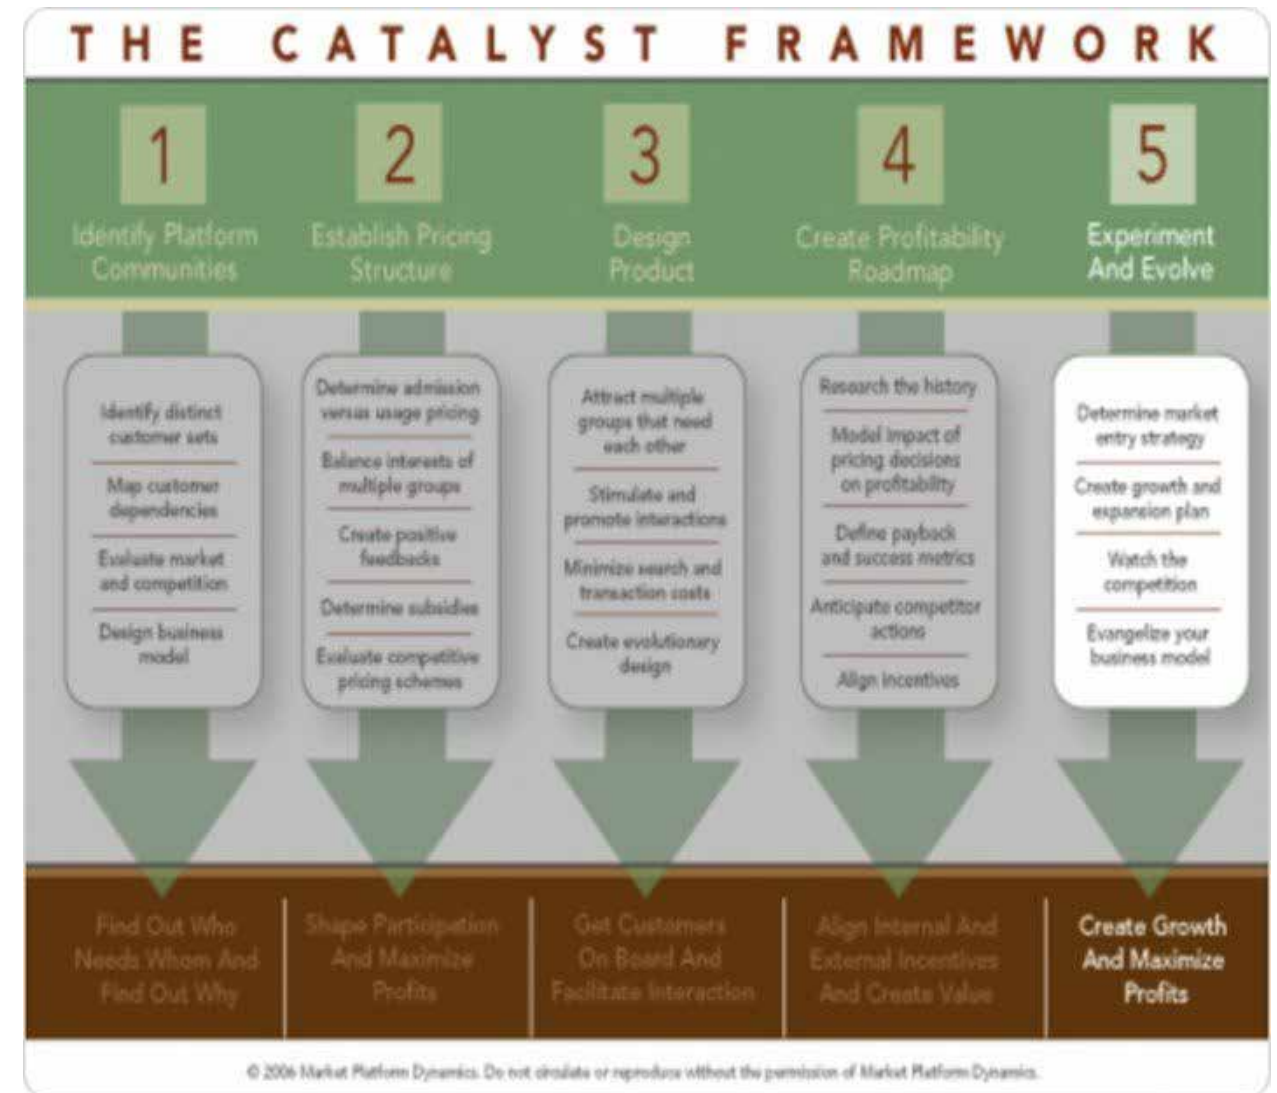 THE CATALYST FRAMEWORK
1
Identify Platform
Communities
Identify distinct
customer sets
Map customer
dependencies
Evaluate market
and competition
Design business
model
Find Out Who
Needs Whom And
Find Out Why
2
Establish Pricing
Structure
Determine admission
versus usage pricing
Balance interests of
multiple groups
Create positive
feedbacks
Determine subsidies
Evaluate competitive
pricing schemes
Shape Participation
And Maximize
Profits
3
Design
Product
Attract multiple
groups that need
each other
Stimulate and
promote interactions
Minimize search and
transaction costs
Create evolutionary
design
Get Customers
On Board And
Facilitate Interaction
4
Create Profitability
Roadmap
Research the history
Model impact of
pricing decisions
on profitability
Define payback
and success metrics
Anticipate competitor
actions
Align incentives
Align Internal And
External Incentives
And Create Value
5
Experiment
And Evolve
Determine market
entry strategy
Create growth and
expansion plan
Watch the
competition
Evangelize your
business model
Create Growth
And Maximize
Profits
© 2006 Market Platform Dynamics. Do not circulate or reproduce without the permission of Market Platform Dynamics.